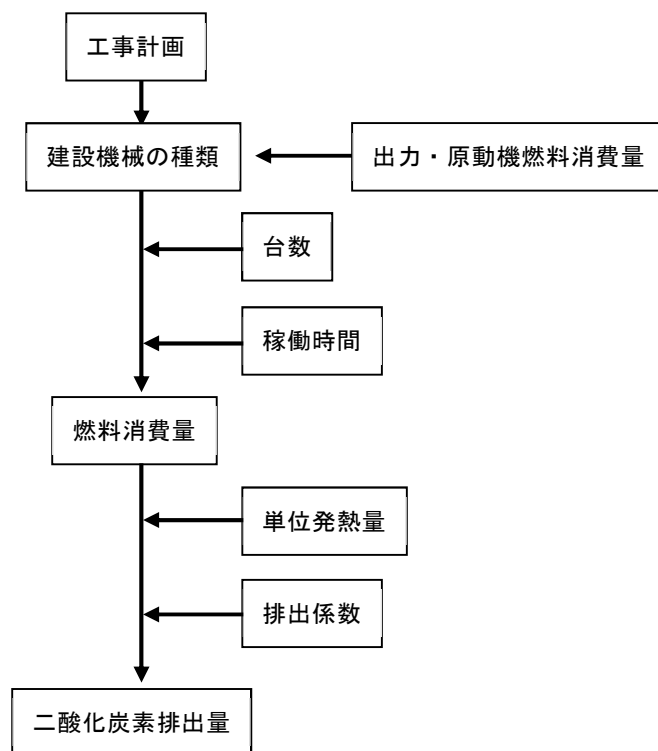 工事計画
建設機械の種類
出力・原動機燃料消費量
台数
稼働時間
燃料消費量
単位発熱量
排出係数
二酸化炭素排出量